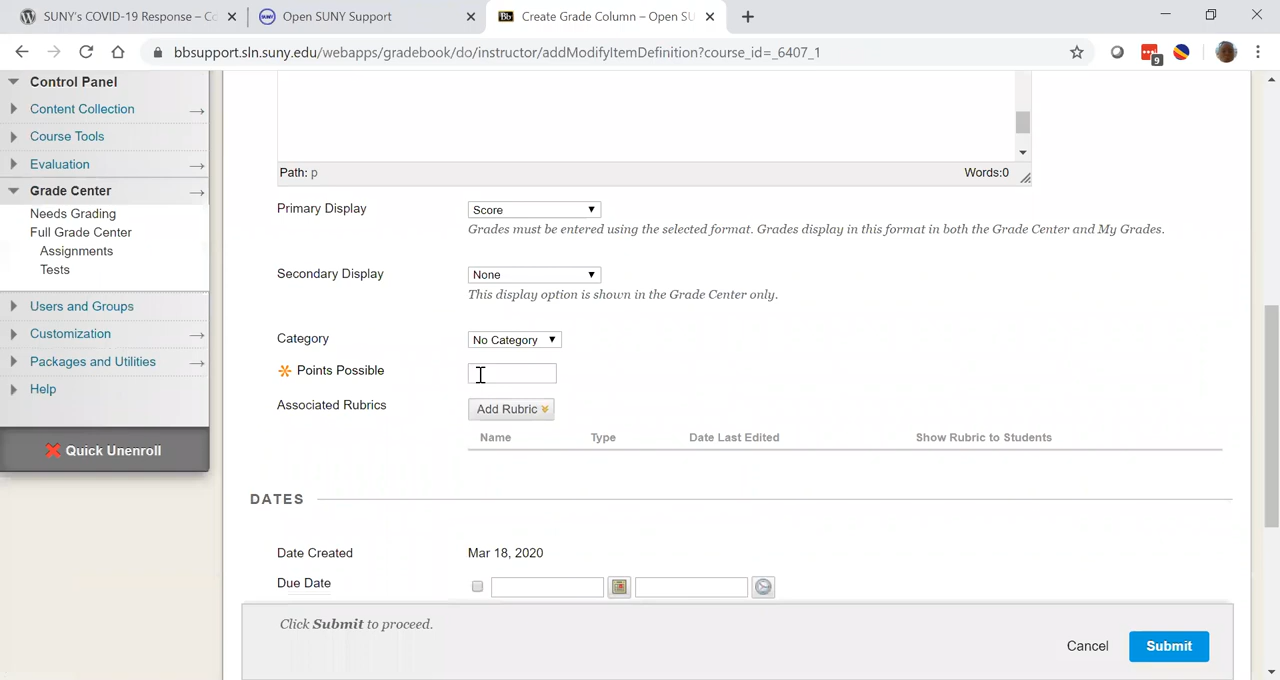 SUNY's COVID-19 Response – Co
Open SUNY Support
Bb Create Grade Column – Open SU
bbsupport.sln.suny.edu/webapps/gradebook/do/instructor/addModifyItemDefinition?course_id=_6407_1
9
Control Panel
Content Collection
Course Tools
Evaluation
Grade Center
Needs Grading
Full Grade Center
Assignments
Tests
Users and Groups
Customization
Packages and Utilities
Help
Quick Unenroll
Path: p
Words:0
Primary Display
Score
Grades must be entered using the selected format. Grades display in this format in both the Grade Center and My Grades.
Secondary Display
None
This display option is shown in the Grade Center only.
Category
No Category
Points Possible
Associated Rubrics
Add Rubric
Name Type Date Last Edited Show Rubric to Students
DATES
Date Created
Mar 18, 2020
Due Date
Click Submit to proceed.
Cancel
Submit